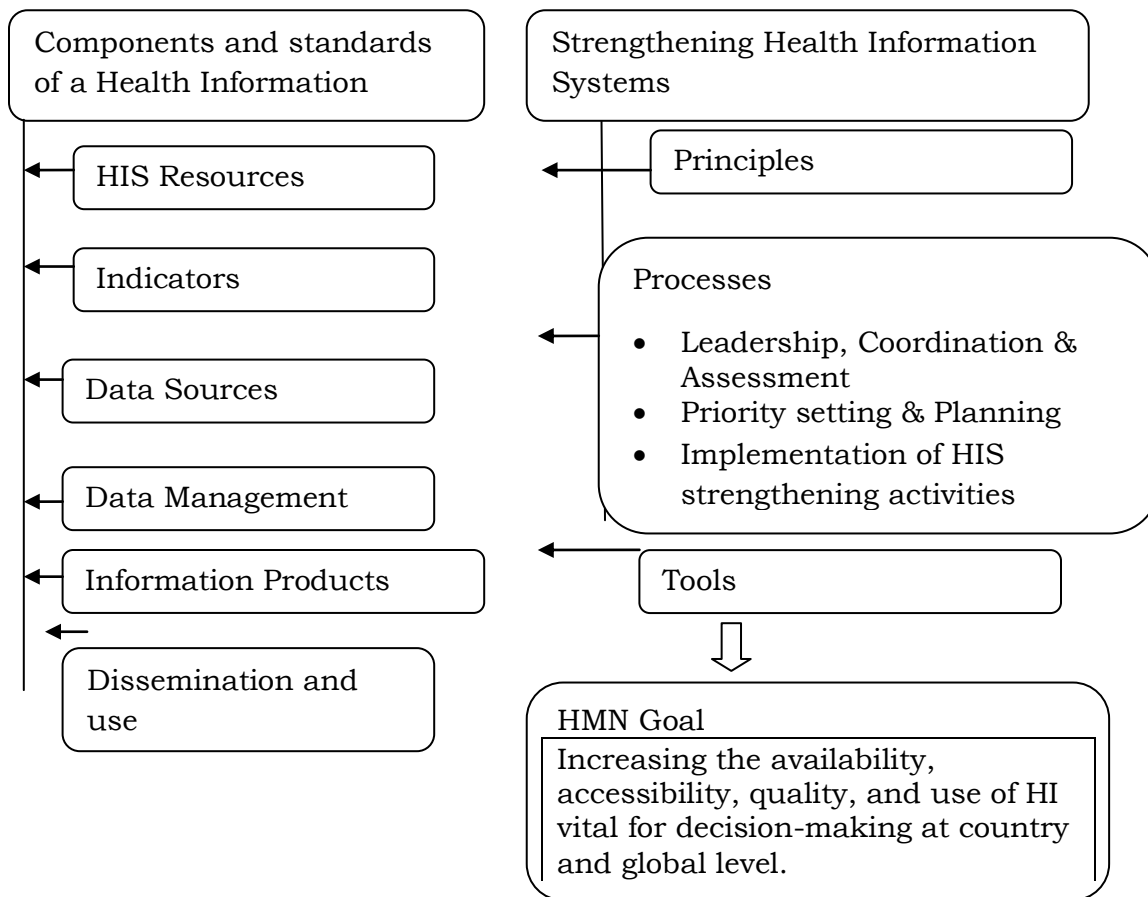 Components and standards
of a Health Information
HIS Resources
Indicators
Data Sources
Data Management
Information Products
Dissemination and
use
Strengthening Health Information
Systems
Principles
Processes
• Leadership, Coordination &
Assessment
• Priority setting & Planning
• Implementation of HIS
strengthening activities
Tools
HMN Goal
Increasing the availability,
accessibility, quality, and use of HI
vital for decision-making at country
and global level.